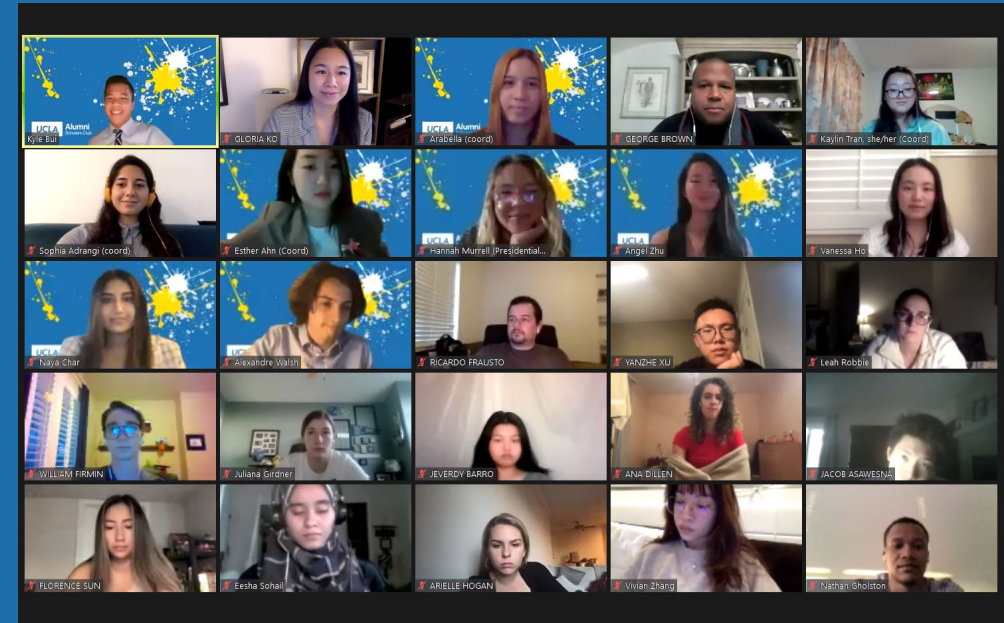 UCLA Alumni
Kyle Bui
GLORIA KO
UCLA Alumni
Arabella (coord)
GEORGE BROWN
Kaylin Tran, she/her (Coord)
Sophia Adrangi (coord)
Esther Ahn (Coord)
UCLA
Hannah Murrell (Presidential...
UCLA
Angel Zhu
Vanessa Ho
UCLA
Naya Char
UCLA
Alexandre Walsh
RICARDO FRAUSTO
YANZHE XU
Leah Robbie
WILLIAM FIRMIN
Juliana Girdner
JEVERDY BARRO
ANA DILLEN
JACOB ASAWESNA
FLORENCE SUN
Eesha Sohail
ARIELLE HOGAN
Vivian Zhang
Nathan Gholston